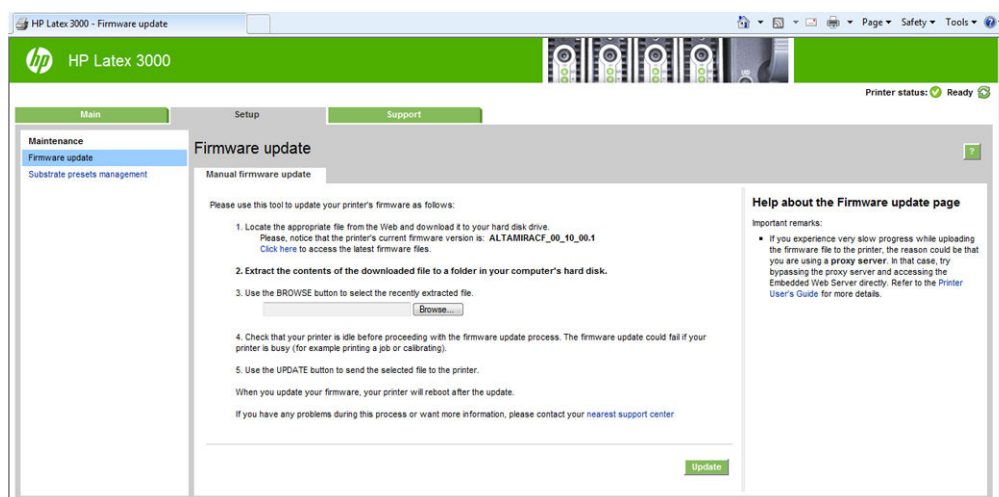 HP Latex 3000 - Firmware update
Page Safety Tools
hp HP Latex 3000
Printer status: Ready
Main Setup Support
Maintenance
Firmware update
Substrate presets management
Firmware update
?
Manual firmware update
Please use this tool to update your printer's firmware as follows:
1. Locate the appropriate file from the Web and download it to your hard disk drive.
Please, notice that the printer's current firmware version is: ALTAMIRACF_00_10_00.1
Click here to access the latest firmware files.
2. Extract the contents of the downloaded file to a folder in your computer's hard disk.
3. Use the BROWSE button to select the recently extracted file.
Browse...
4. Check that your printer is idle before proceeding with the firmware update process. The firmware update could fail if your
printer is busy (for example printing a job or calibrating).
5. Use the UPDATE button to send the selected file to the printer.
When you update your firmware, your printer will reboot after the update.
If you have any problems during this process or want more information, please contact your nearest support center
Update
Help about the Firmware update page
Important remarks:
If you experience very slow progress while uploading
the firmware file to the printer, the reason could be that
you are using a proxy server. In that case, try
bypassing the proxy server and accessing the
Embedded Web Server directly. Refer to the Printer
User's Guide for more details.